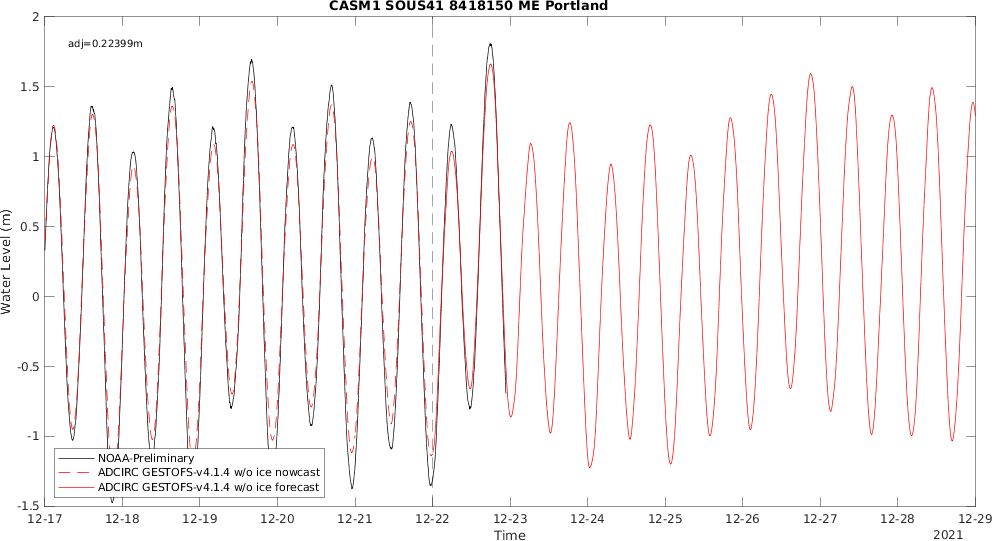 CASM1 SOUS41 8418150 ME Portland
adj=0.22399m
Water Level (m)
2
1.5
1
0.5
0
-0.5
-1
-1.5
NOAA-Preliminary
ADCIRC GESTOFS-v4.1.4 w/o ice nowcast
ADCIRC GESTOFS-v4.1.4 w/o ice forecast
12-17 12-18 12-19 12-20 12-21 12-22 12-23 12-24 12-25 12-26 12-27 12-28 12-29
Time
2021